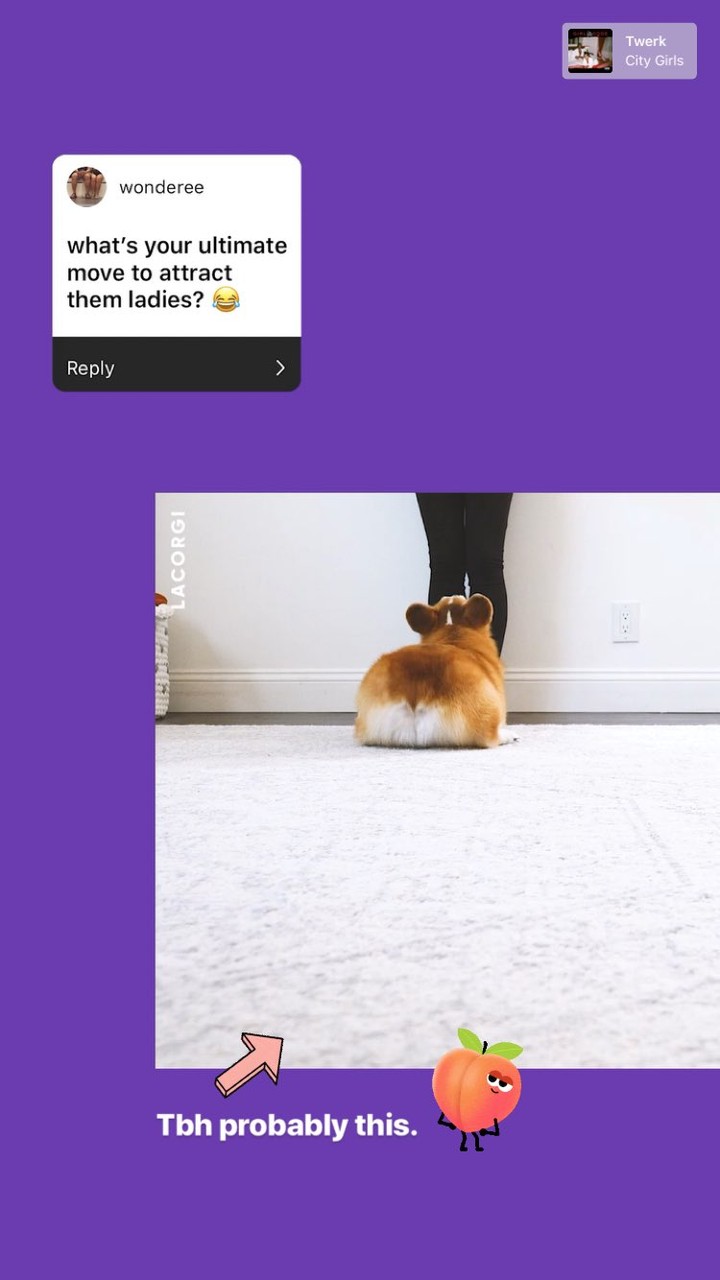 Twerk
City Girls
wonderee
what's your ultimate
move to attract
them ladies? 😂
Reply
LACORGI
Tbh probably this.